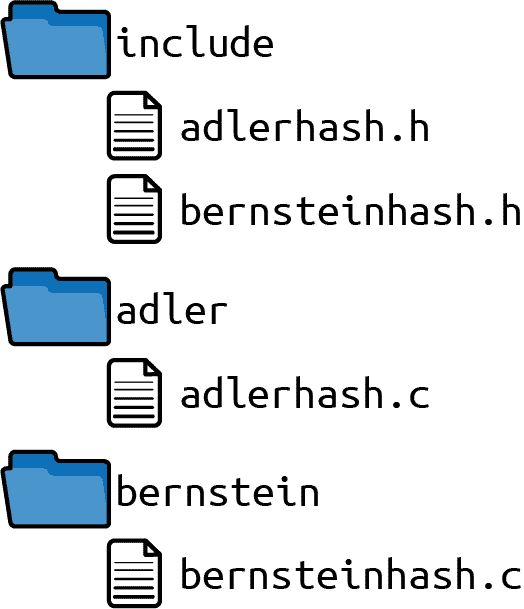 include
adlerhash.h
bernsteinhash.h
adler
adlerhash.c
bernstein
bernsteinhash.c